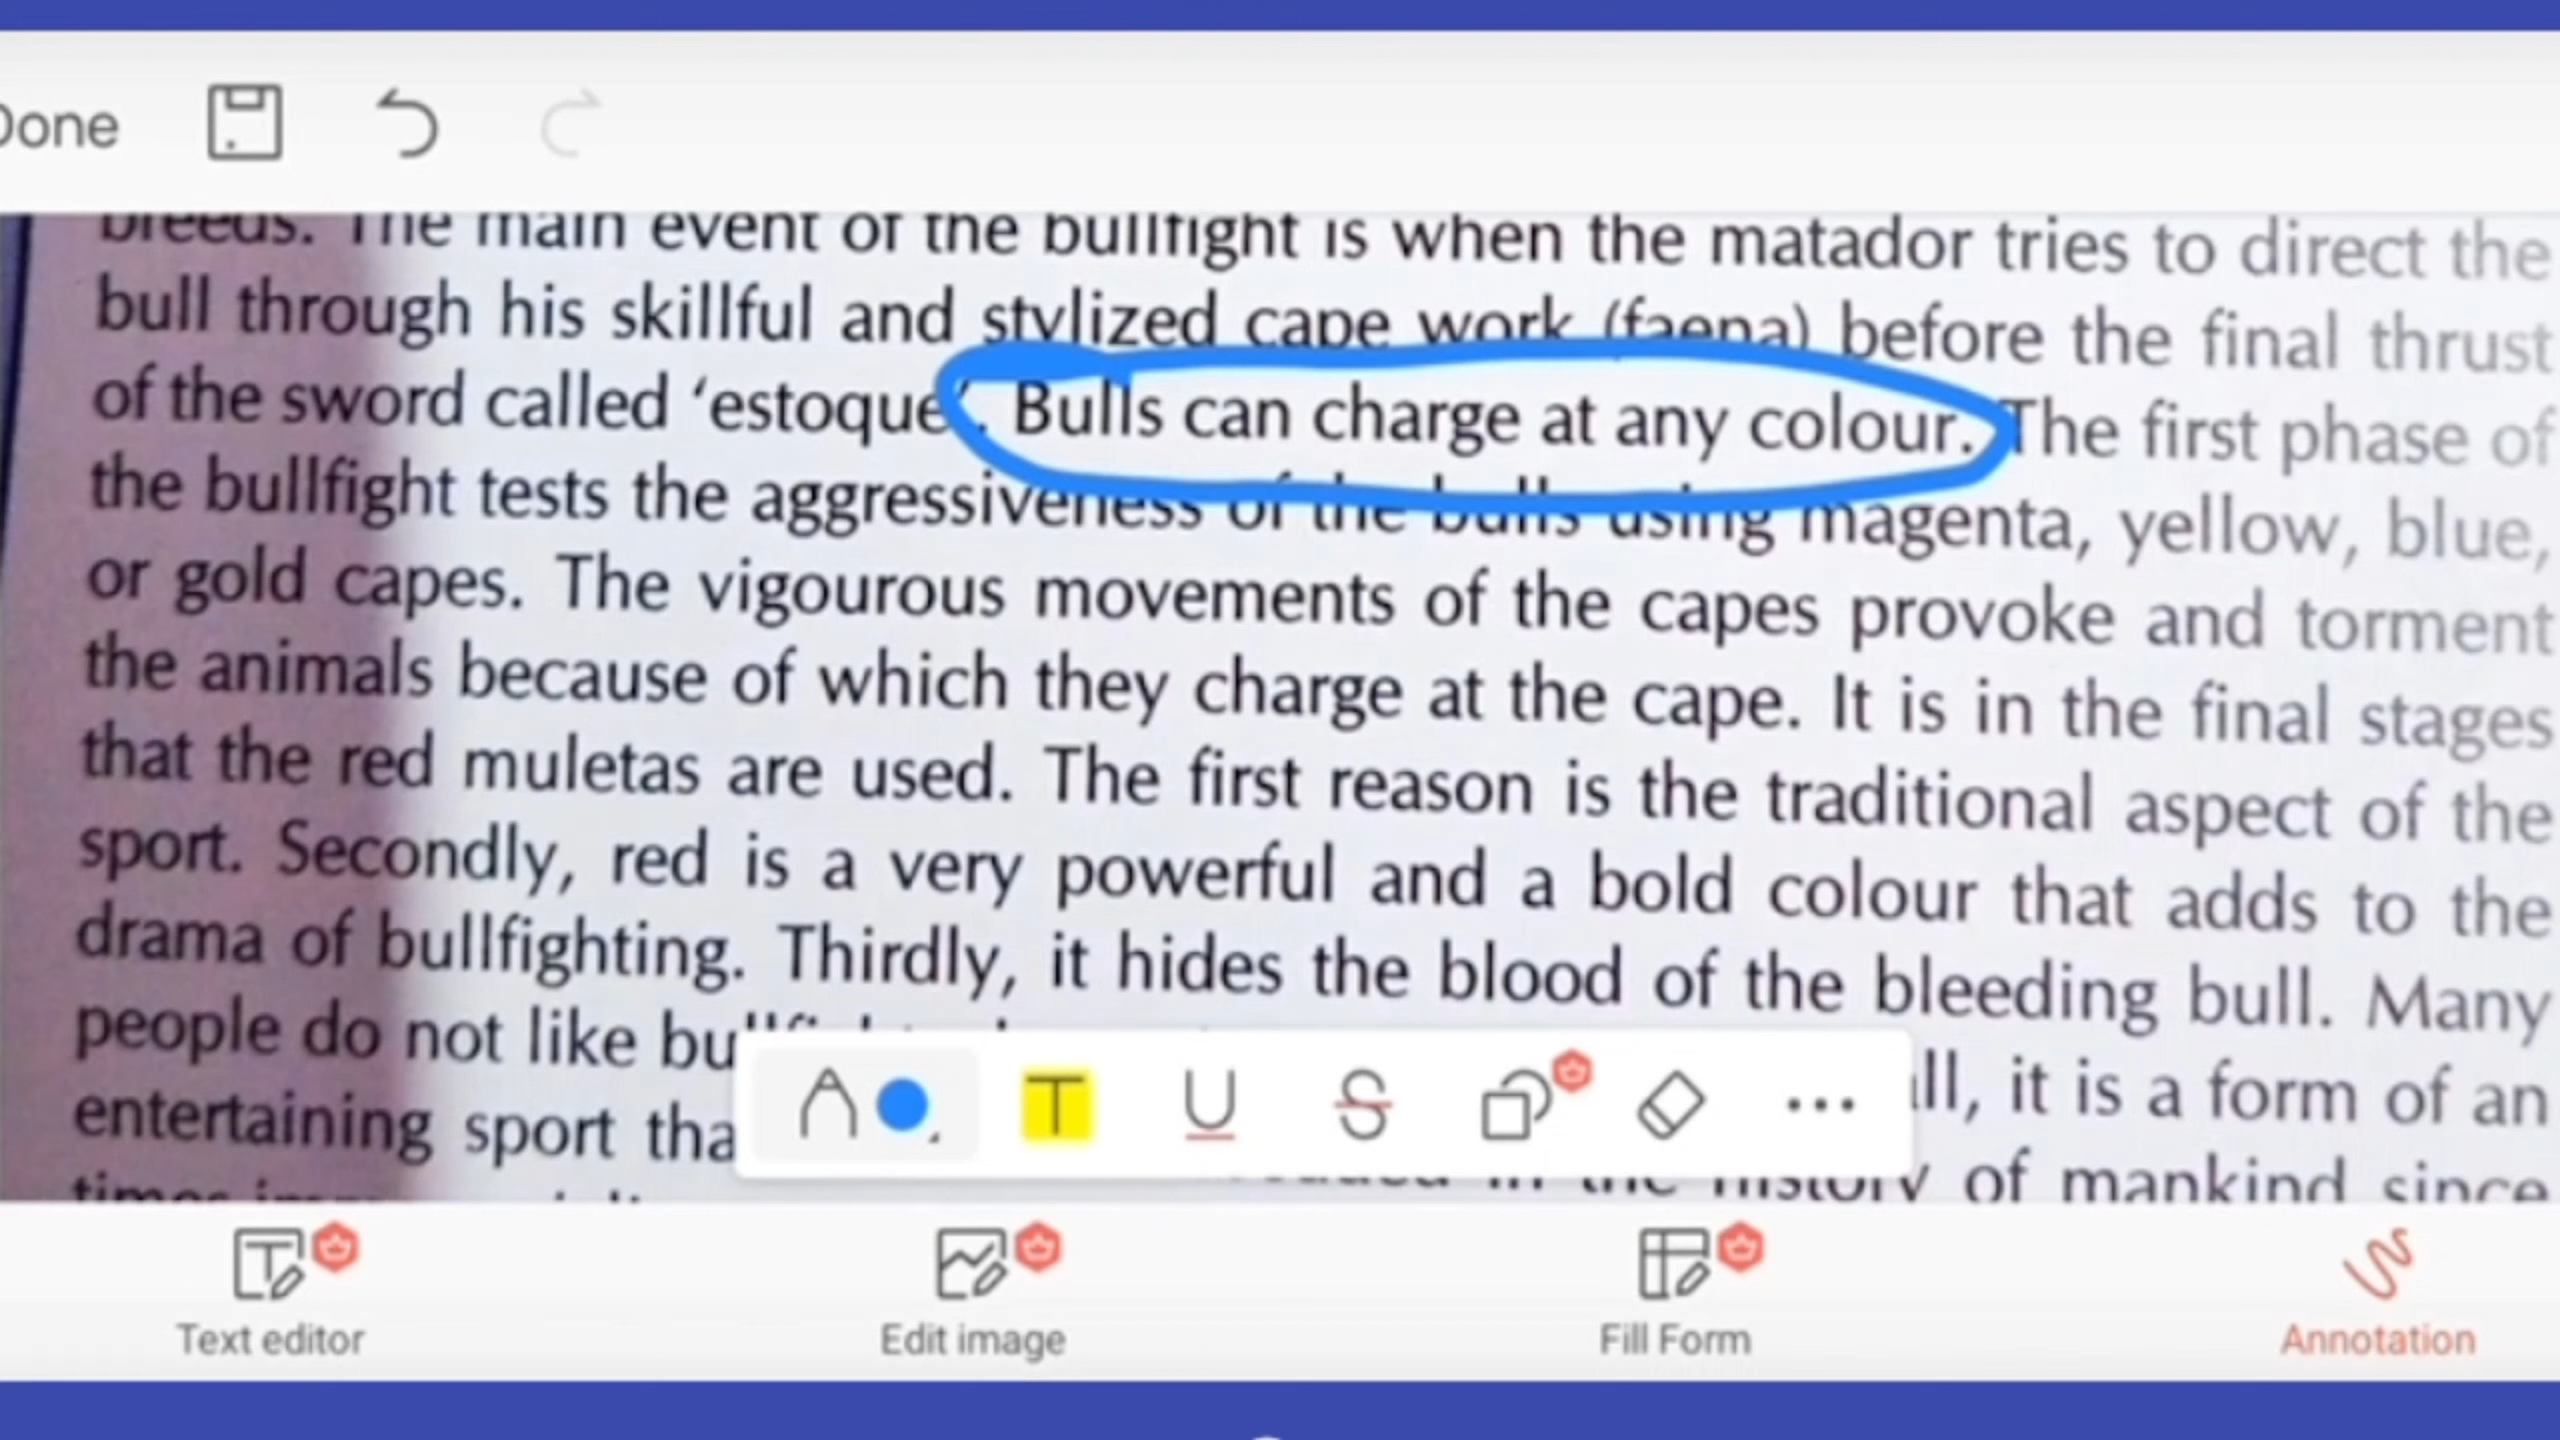 Done
breeds. The main event of the bullfight is when the matador tries to direct the
bull through his skillful and stylized cape work (faena) before the final thrust
of the sword called ‘estoque’. Bulls can charge at any colour. The first phase of
the bullfight tests the aggressiveness of the bulls using magenta, yellow, blue,
or gold capes. The vigourous movements of the capes provoke and torment
the animals because of which they charge at the cape. It is in the final stages
that the red muletas are used. The first reason is the traditional aspect of the
sport. Secondly, red is a very powerful and a bold colour that adds to the
drama of bullfighting. Thirdly, it hides the blood of the bleeding bull. Many
people do not like
entertaining sport it is a form of an
in the history of mankind since
Text editor Edit image Fill Form Annotation